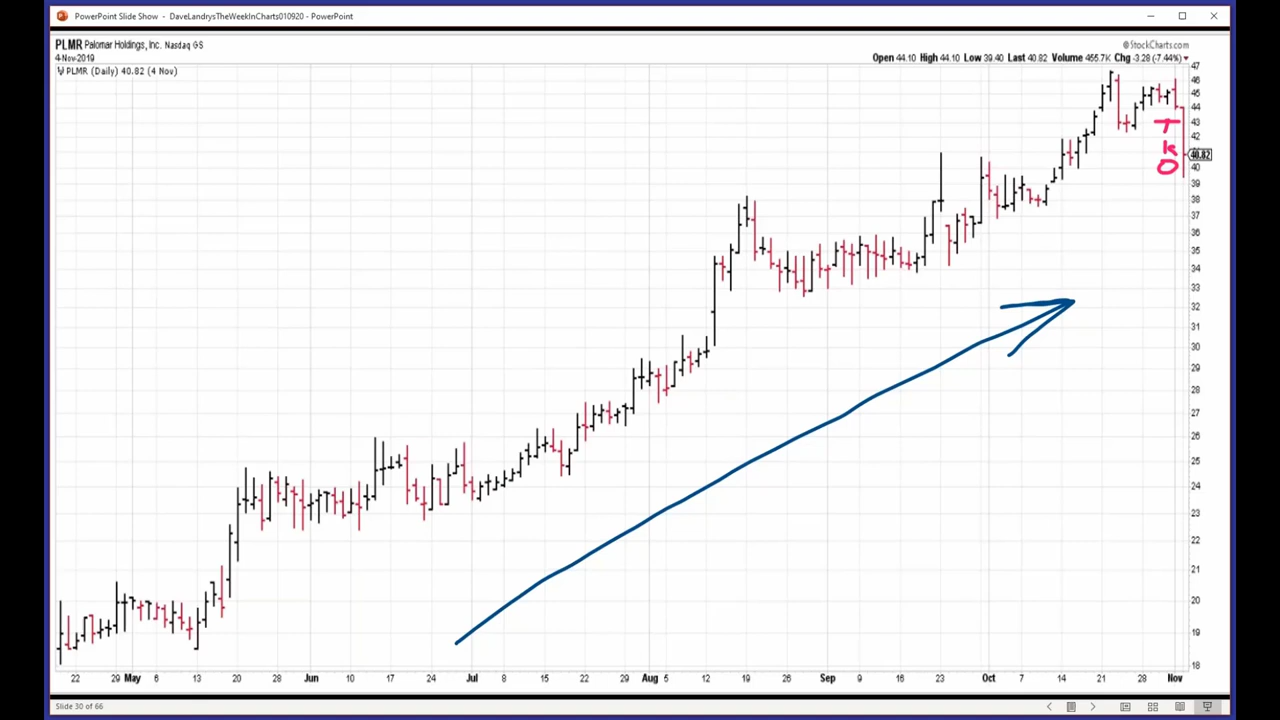 PowerPoint Slide Show - DaveLandrysTheWeekInCharts010920 - PowerPoint
PLMR Palomar Holdings, Inc. Nasdaq GS
@StockCharts.com
4-Nov-2019
Open 44.10 High 44.10 Low 39.40 Last 40.82 Volume 455.7K Chg -3.28 (-7.44%)
PLMR (Daily) 40.82 (4 Nov)
47
46
45
44
43
42
40.82
40
39
38
37
36
35
34
33
32
31
30
29
28
27
26
25
24
23
22
21
20
19
18
T
K
O
22 29 May 6 13 20 28 Jun 10 17 24 Jul 8 15 22 29 Aug 5 12 19 26 Sep 9 16 23 Oct 7 14 21 28 Nov
Slide 30 of 66